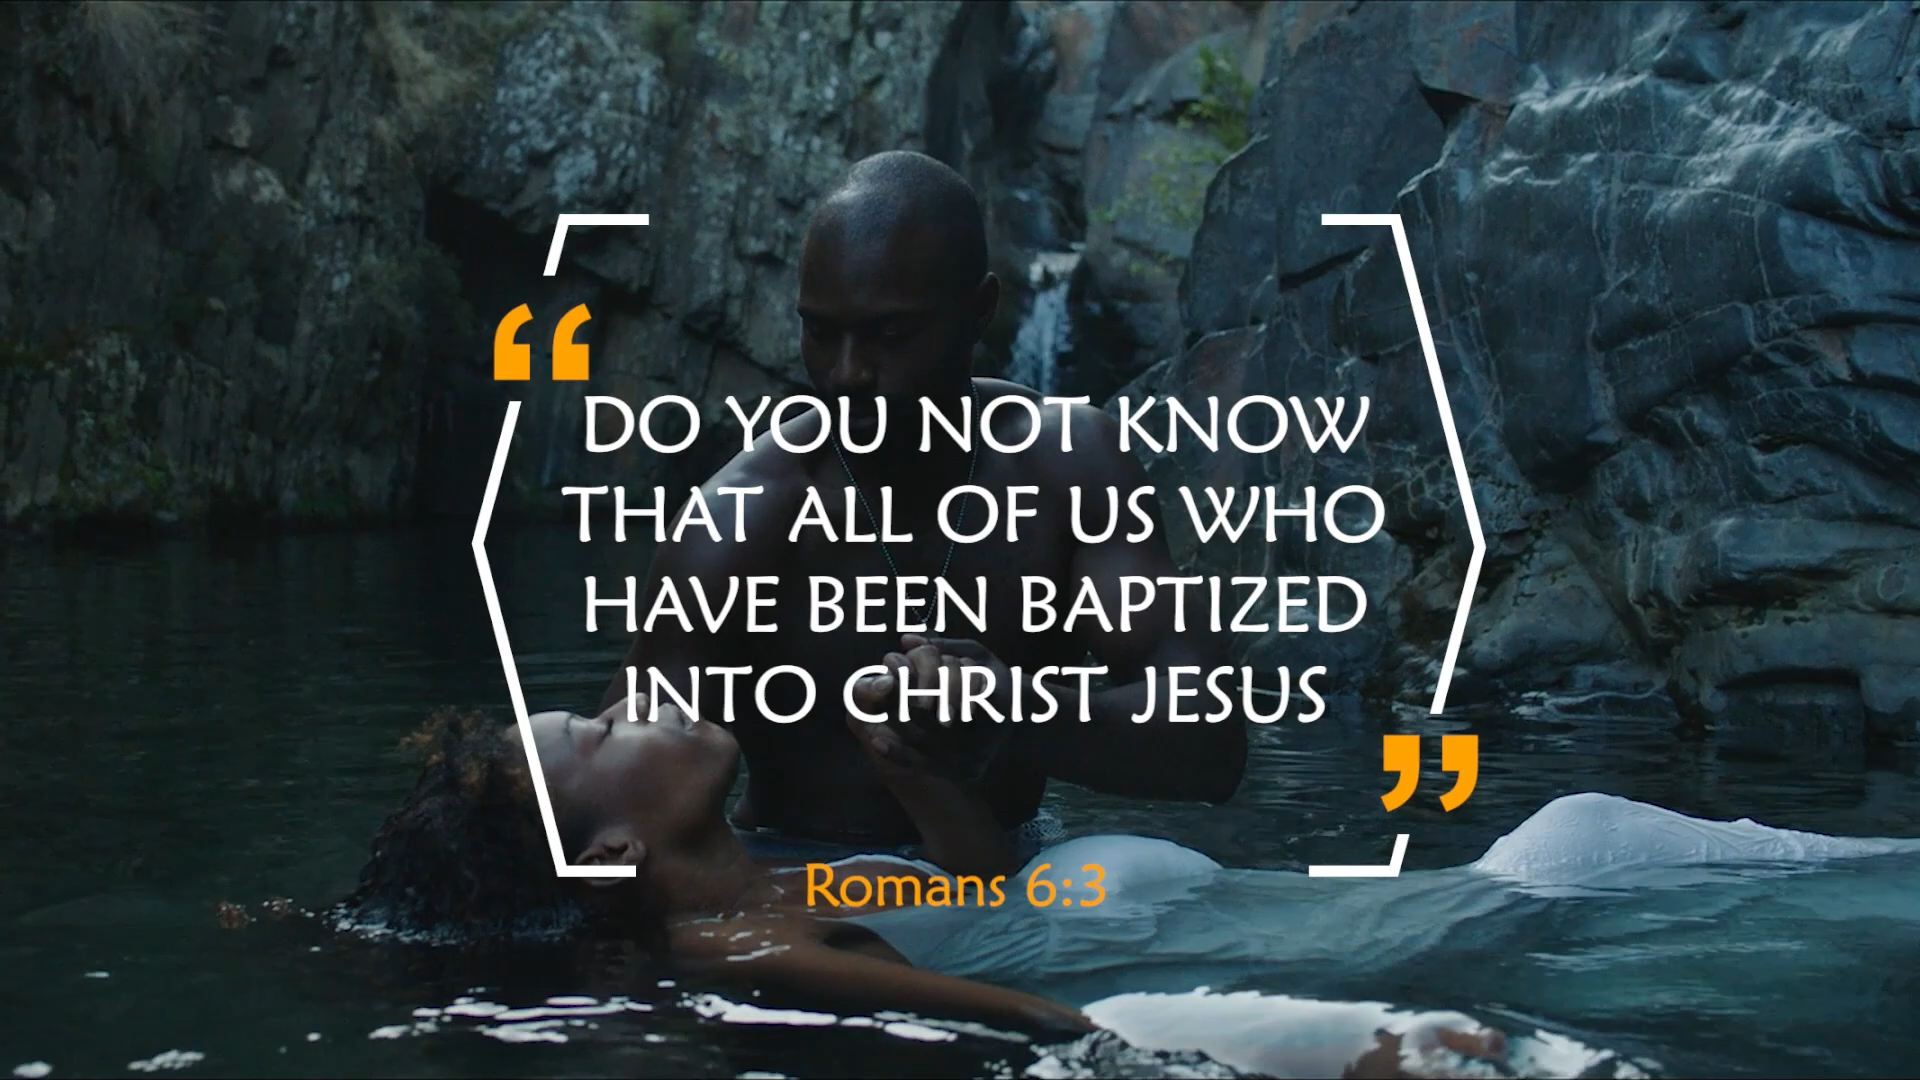 “
DO YOU NOT KNOW
THAT ALL OF US WHO
HAVE BEEN BAPTIZED
INTO CHRIST JESUS
”
Romans 6:3